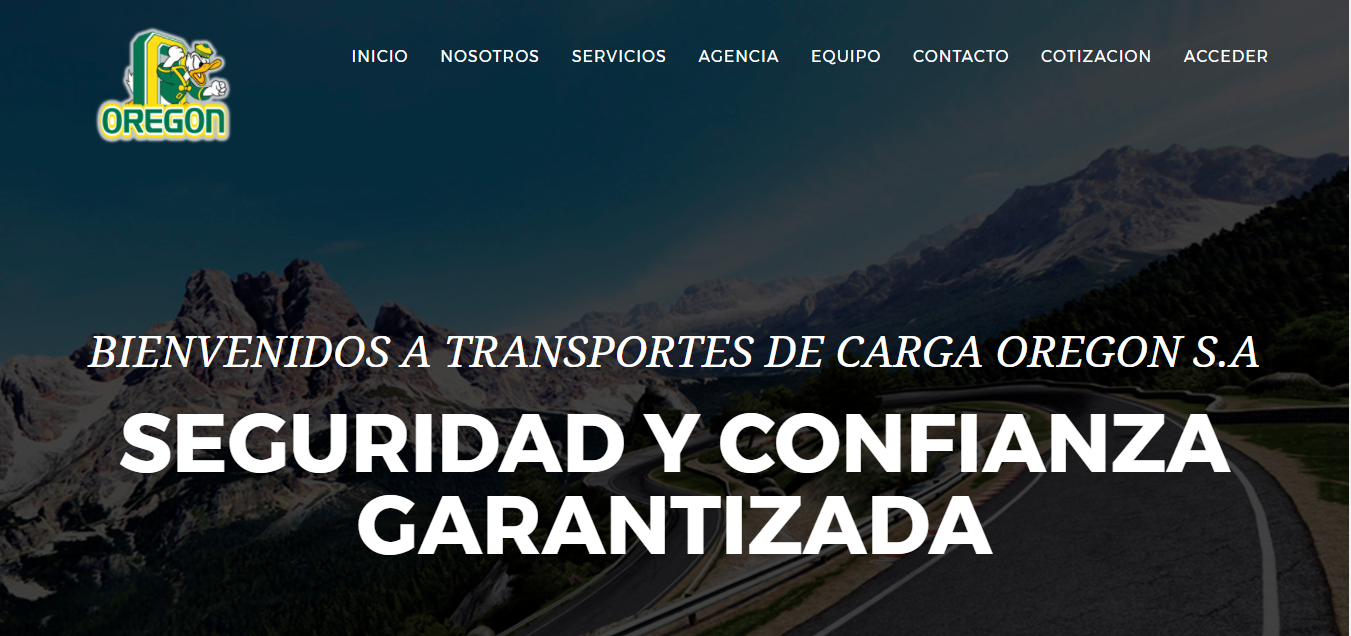 OREGON
INICIO NOSOTROS SERVICIOS AGENCIA EQUIPO CONTACTO COTIZACION ACCEDER
BIENVENIDOS A TRANSPORTES DE CARGA OREGON S.A
SEGURIDAD Y CONFIANZA
GARANTIZADA